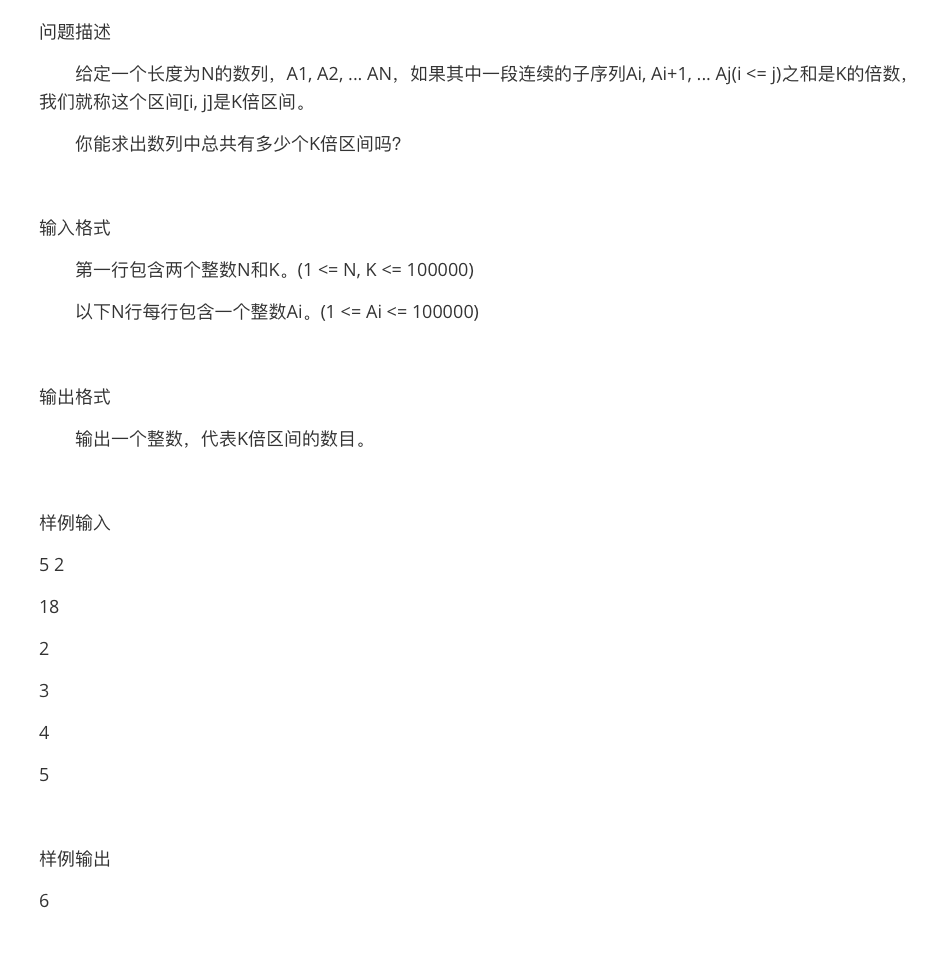 问题描述
给定一个长度为N的数列，A1, A2, ... AN，如果其中一段连续的子序列Ai, Ai+1, ... Aj(i <= j)之和是K的倍数，
我们就称这个区间[i, j]是K倍区间。
你能求出数列中总共有多少个K倍区间吗？
输入格式
第一行包含两个整数N和K。(1 <= N, K <= 100000)
以下N行每行包含一个整数Ai。(1 <= Ai <= 100000)
输出格式
输出一个整数，代表K倍区间的数目。
样例输入
5 2
18
2
3
4
5
样例输出
6